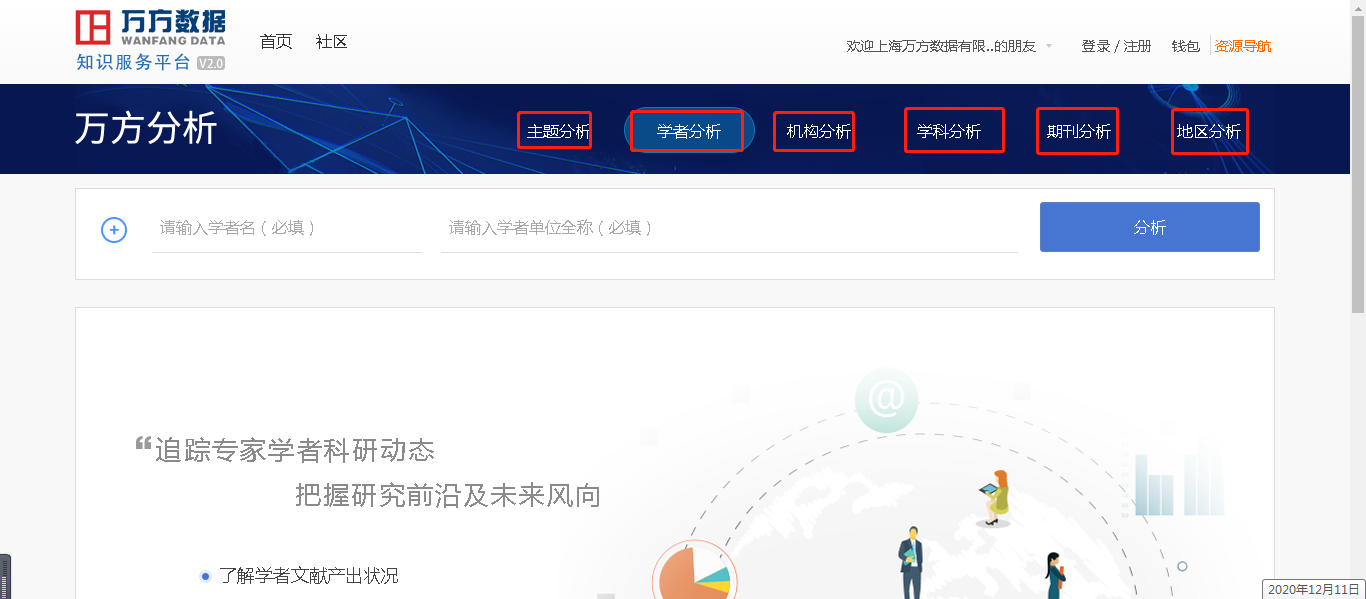 万方数据
WANFANG DATA
知识服务平台 V2.0
首页 社区
欢迎上海万方数据有限..的朋友 登录 / 注册 钱包 资源导航
万方分析
主题分析 学者分析 机构分析 学科分析 期刊分析 地区分析
请输入学者名（必填） 请输入学者单位全称（必填） 分析
@
“追踪专家学者科研动态
把握研究前沿及未来风向
了解学者文献产出状况
2020年12月11日